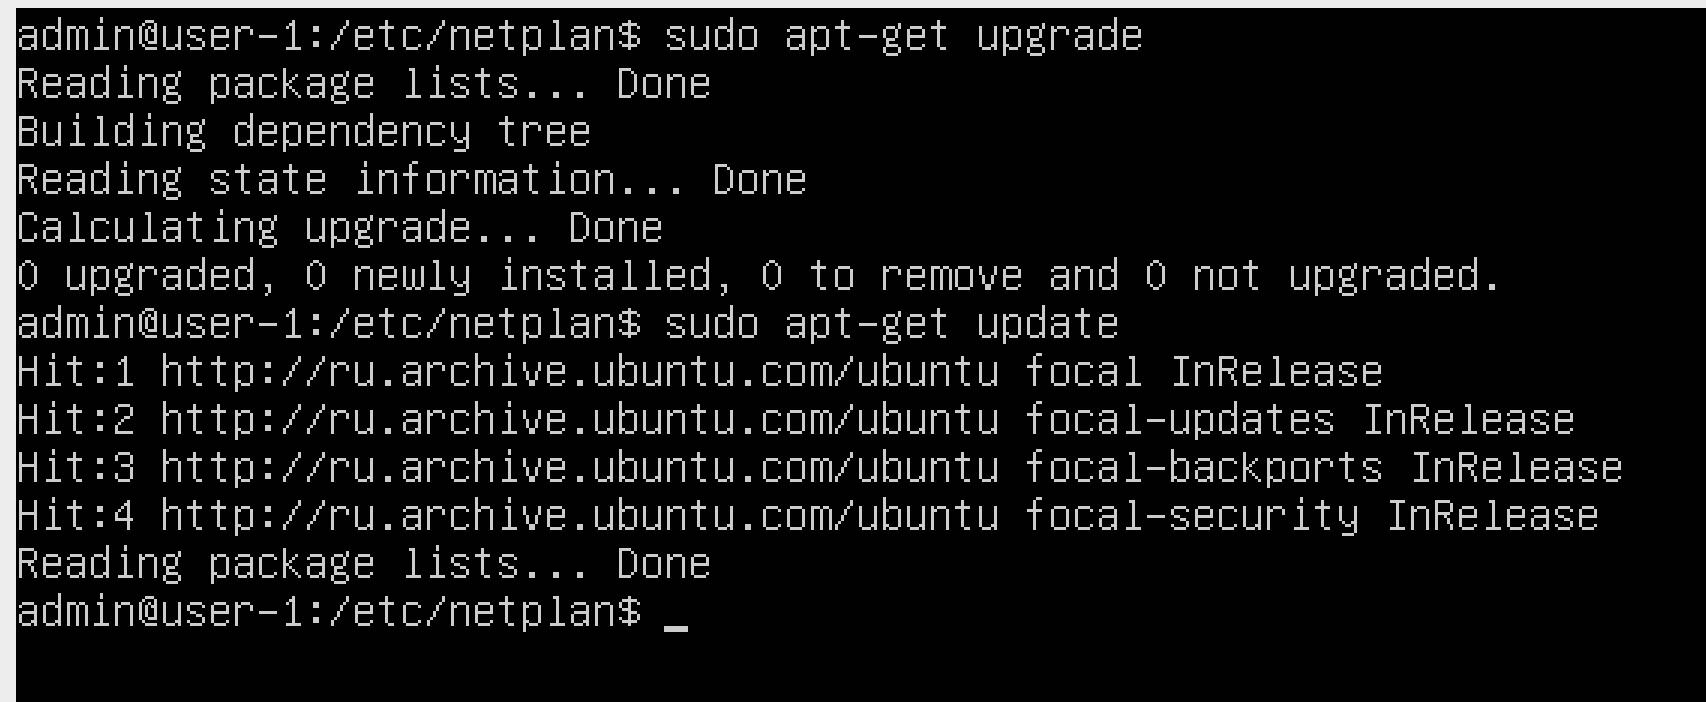 admin@user-1:/etc/netplan$ sudo apt-get upgrade
Reading package lists... Done
Building dependency tree
Reading state information... Done
Calculating upgrade... Done
0 upgraded, 0 newly installed, 0 to remove and 0 not upgraded.
admin@user-1:/etc/netplan$ sudo apt-get update
Hit:1 http://ru.archive.ubuntu.com/ubuntu focal InRelease
Hit:2 http://ru.archive.ubuntu.com/ubuntu focal-updates InRelease
Hit:3 http://ru.archive.ubuntu.com/ubuntu focal-backports InRelease
Hit:4 http://ru.archive.ubuntu.com/ubuntu focal-security InRelease
Reading package lists... Done
admin@user-1:/etc/netplan$ _